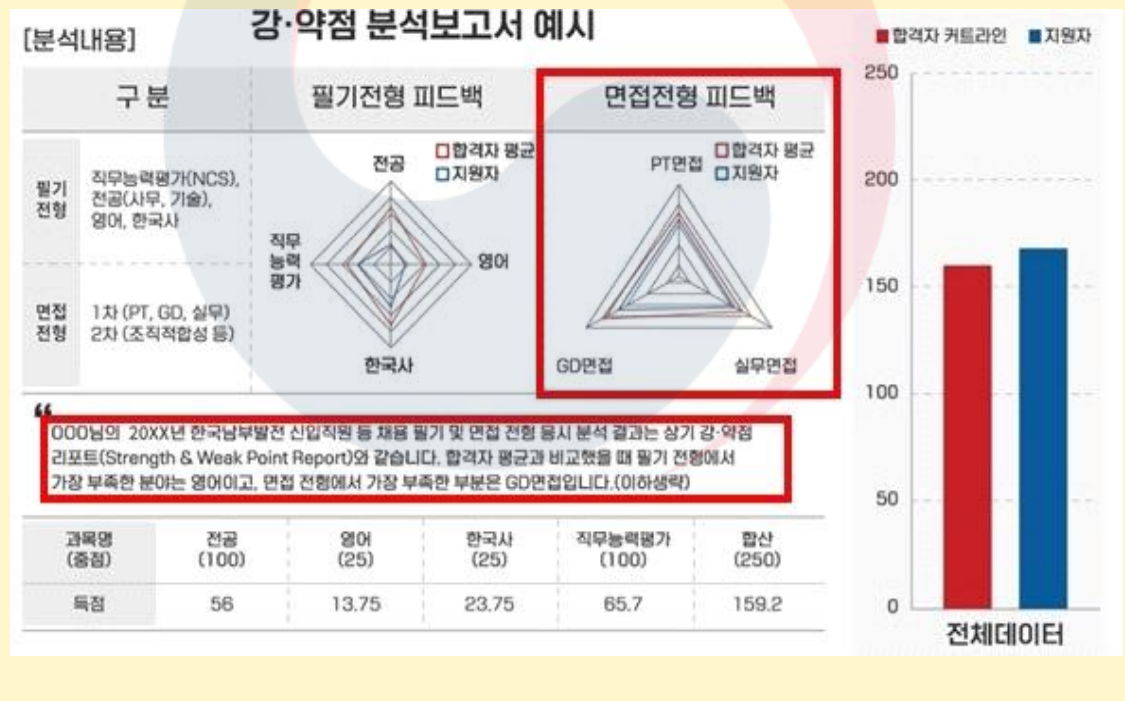 강·약점 분석보고서 예시
[분석내용]
구 분
필기전형 피드백
면접전형 피드백
필기
전형
직무능력평가(NCS),
전공(사무, 기술),
영어, 한국사
면접
전형
1차 (PT, GD, 실무)
2차 (조직적합성 등)
합격자 평균
지원자
전공
직무
능력
평가
영어
한국사
합격자 평균
지원자
PT면접
GD면접
실무면접
“
OOO님의 20XX년 한국남부발전 신입직원 등 채용 필기 및 면접 전형 응시 분석 결과는 상기 강·약점
리포트(Strength & Weak Point Report)와 같습니다. 합격자 평균과 비교했을 때 필기 전형에서
가장 부족한 분야는 영어이고, 면접 전형에서 가장 부족한 부분은 GD면접입니다.(이하생략)
과목명
(중점)
전공
(100)
영어
(25)
한국사
(25)
직무능력평가
(100)
합산
(250)
득점 56 13.75 23.75 65.7 159.2
합격자 커트라인 지원자
250
200
150
100
50
0
전체데이터